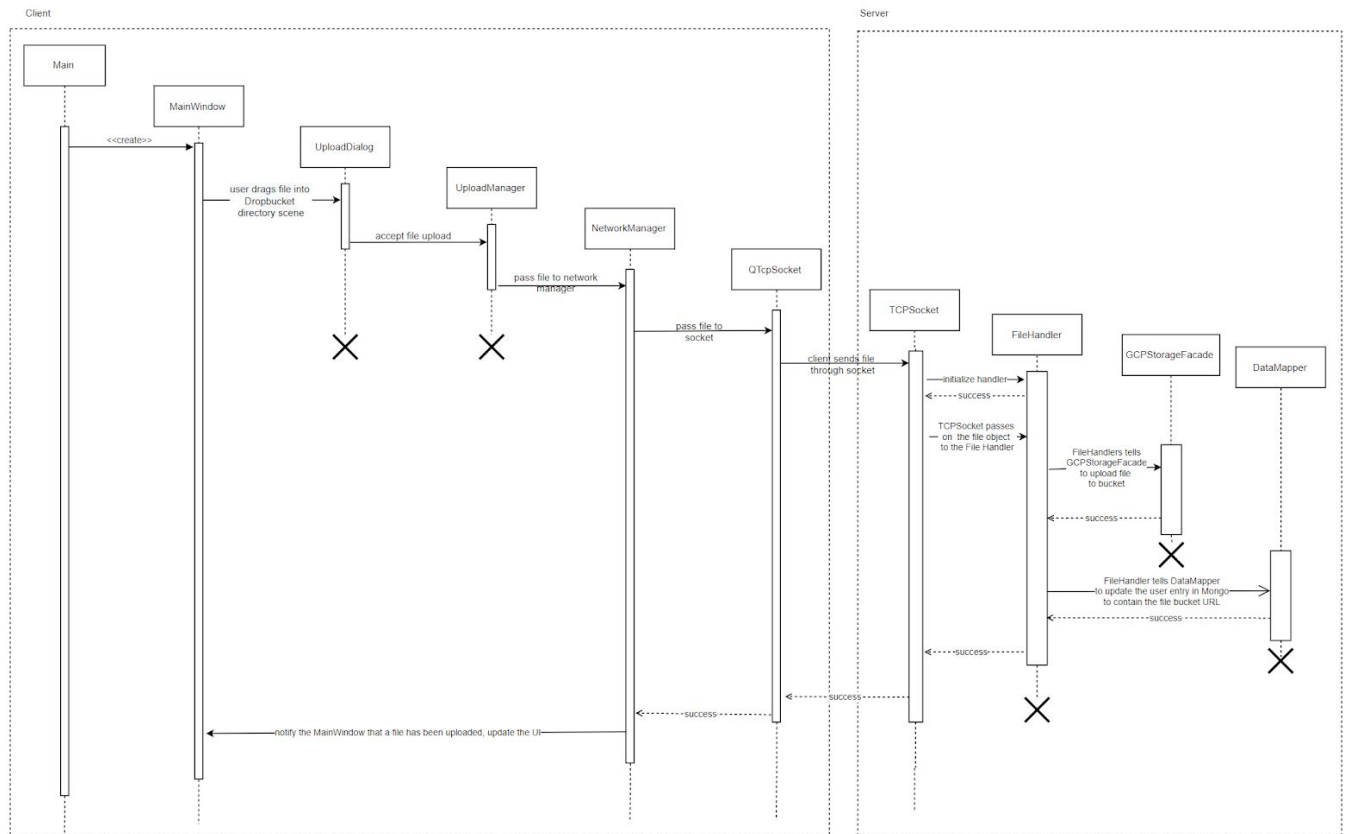 Client
Server
Main
MainWindow
<<create>>
UploadDialog
UploadManager
user drags file into
Dropbucket
directory scene
NetworkManager
accept file upload
QTcpSocket
pass file to network
manager
TCPSocket
pass file to
socket
FileHandler
GCPStorageFacade
client sends file
through socket
DataMapper
initialize handler
success
TCPSocket passes
on the file object
to the File Handler
FileHandlers tells
GCPStorageFacade
to upload file
to bucket
success
FileHandler tells DataMapper
to update the user entry in Mongo
to contain the file bucket URL
success
success
success
success
notify the MainWindow that a file has been uploaded, update the UI